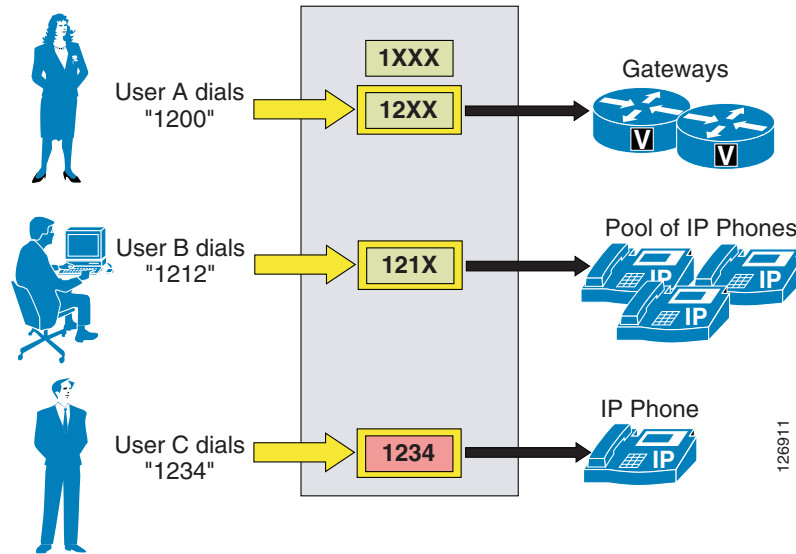 1XXX
Gateways
User A dials
"1200"
12XX
V
V
Pool of IP Phones
User B dials
"1212"
121X
IP
IP
IP
IP Phone
User C dials
"1234"
1234
IP
126911